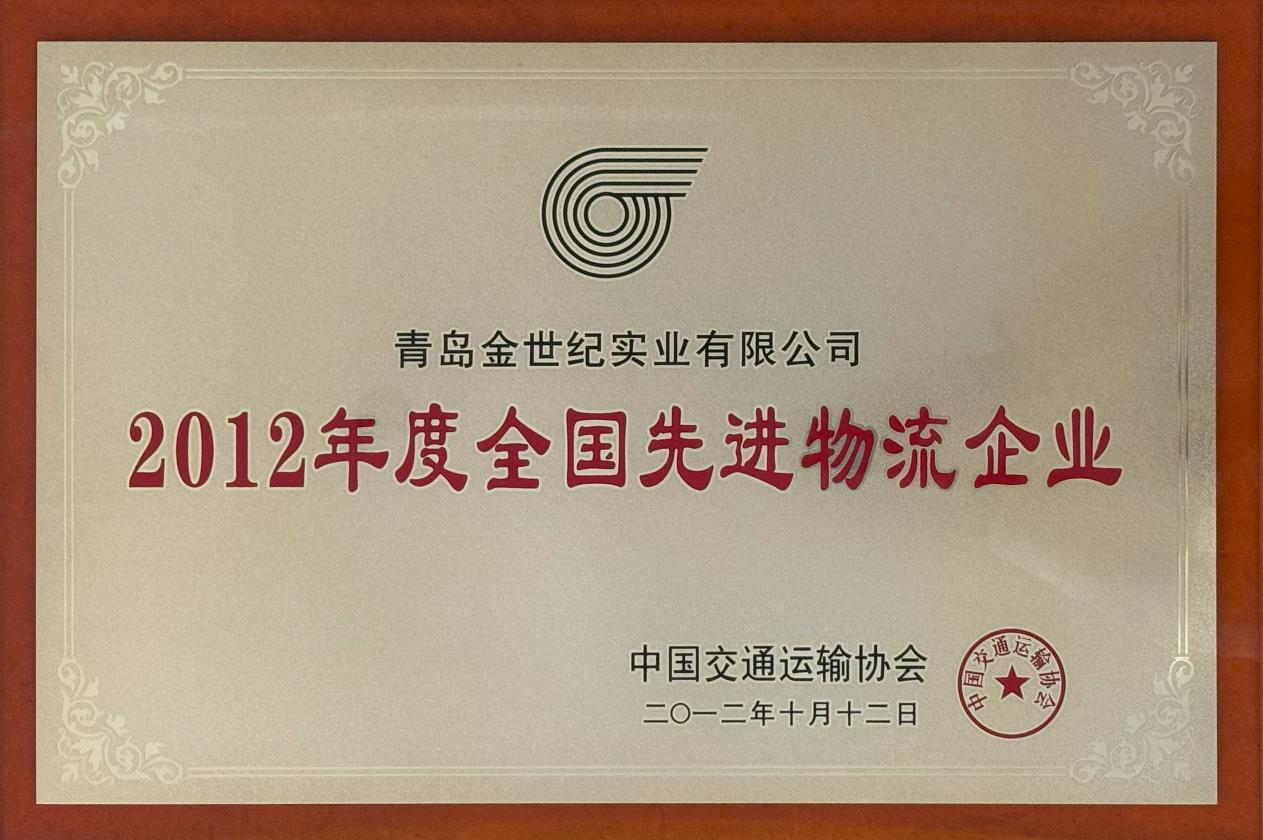 青岛金世纪实业有限公司
2012年度全国先进物流企业
中国交通运输协会
二〇一二年十月十二日
中国交通运输协会